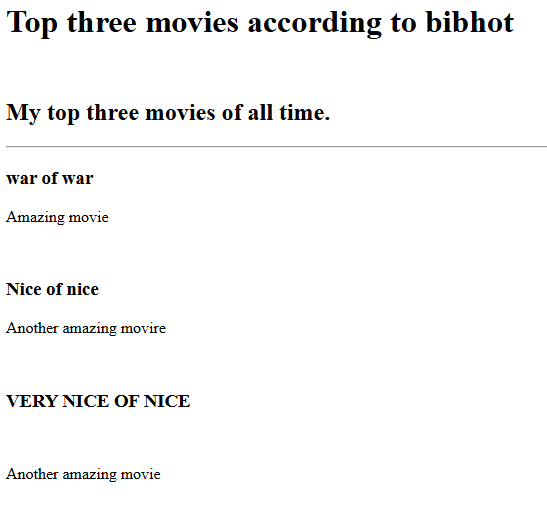 Top three movies according to bibhot
My top three movies of all time.
war of war
Amazing movie
Nice of nice
Another amazing movire
VERY NICE OF NICE
Another amazing movie